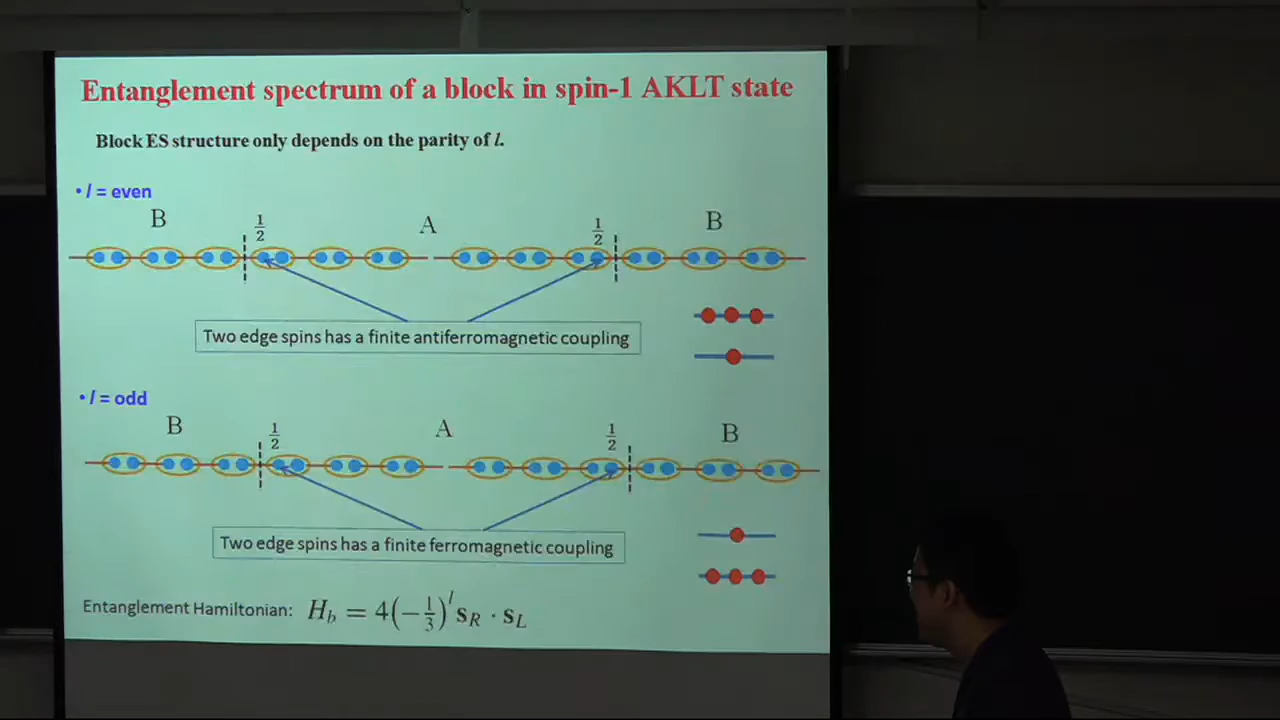 Entanglement spectrum of a block in spin-1 AKLT state
Block ES structure only depends on the parity of l.
• l = even
B 1/2 A 1/2 B
Two edge spins has a finite antiferromagnetic coupling
• l = odd
B 1/2 A 1/2 B
Two edge spins has a finite ferromagnetic coupling
Entanglement Hamiltonian: H_b = 4(-1/3)^l s_R · s_L